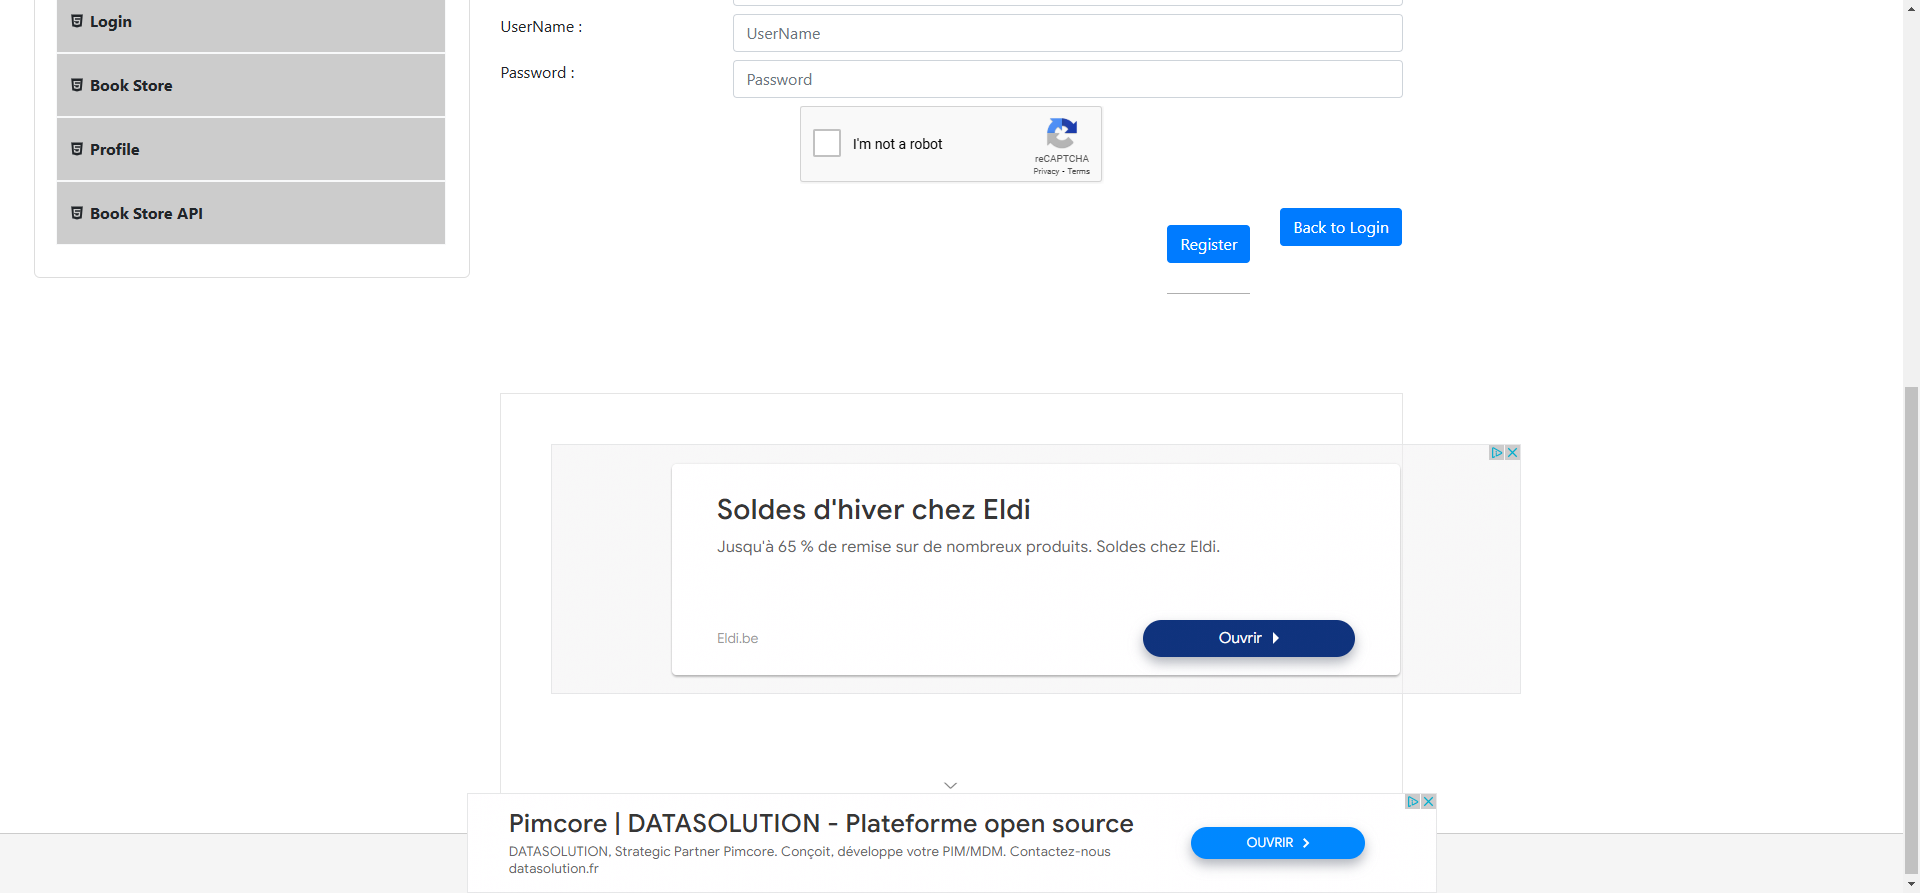 Login
Book Store
Profile
Book Store API
UserName :
UserName
Password :
Password
I'm not a robot
reCAPTCHA
Privacy - Terms
Register
Back to Login
Soldes d'hiver chez Eldi
Jusqu'à 65 % de remise sur de nombreux produits. Soldes chez Eldi.
Eldi.be
Ouvrir
Pimcore | DATASOLUTION - Plateforme open source
DATASOLUTION, Strategic Partner Pimcore. Conçoit, développe votre PIM/MDM. Contactez-nous
datasolution.fr
OUVRIR